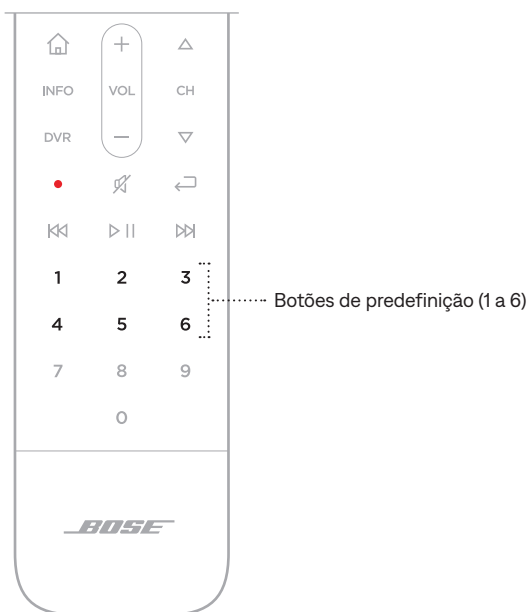 INFO VOL CH
DVR
1 2 3
Botões de predefinição (1 a 6)
4 5 6
7 8 9
0
BOSE